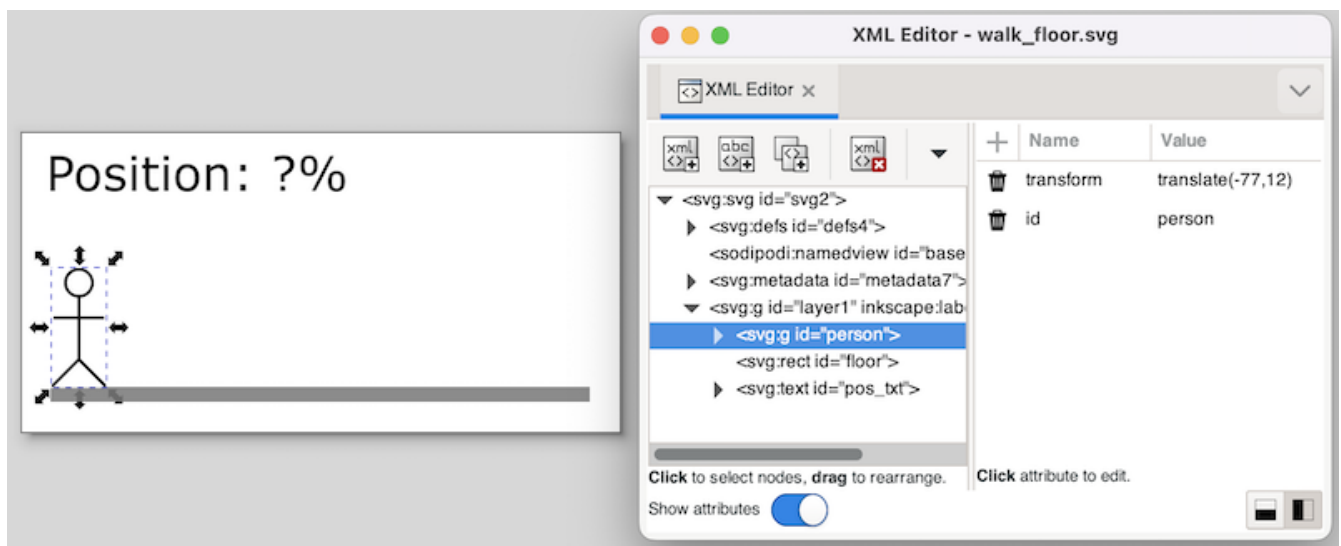 Position: ?%
XML Editor - walk_floor.svg
XML Editor
xml
abc
xml
Name Value
transform translate(-77,12)
id person
<svg:svg id="svg2">
<svg:defs id="defs4">
<sodipodi:namedview id="base
<svg:metadata id="metadata7">
<svg:g id="layer1" inkscape:lab
<svg:g id="person">
<svg:rect id="floor">
<svg:text id="pos_txt">
Click to select nodes, drag to rearrange.
Click attribute to edit.
Show attributes